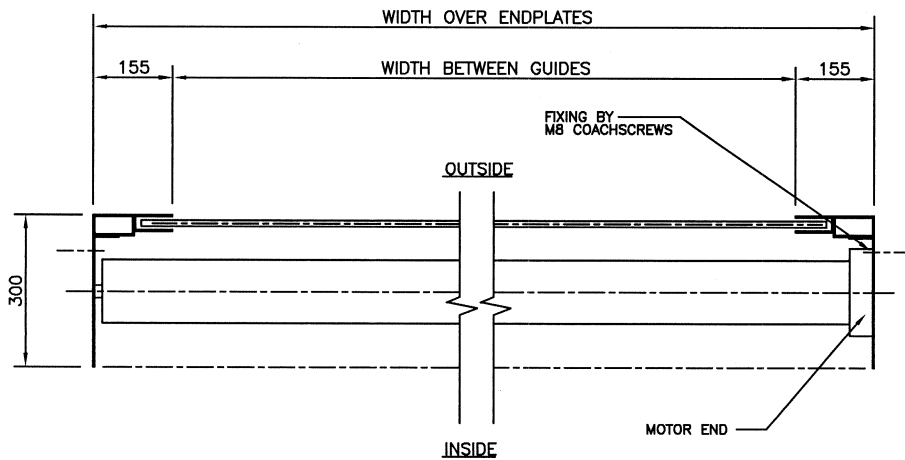 WIDTH OVER ENDPLATES
155
WIDTH BETWEEN GUIDES
155
FIXING BY
M8 COACHSCREWS
OUTSIDE
300
MOTOR END
INSIDE